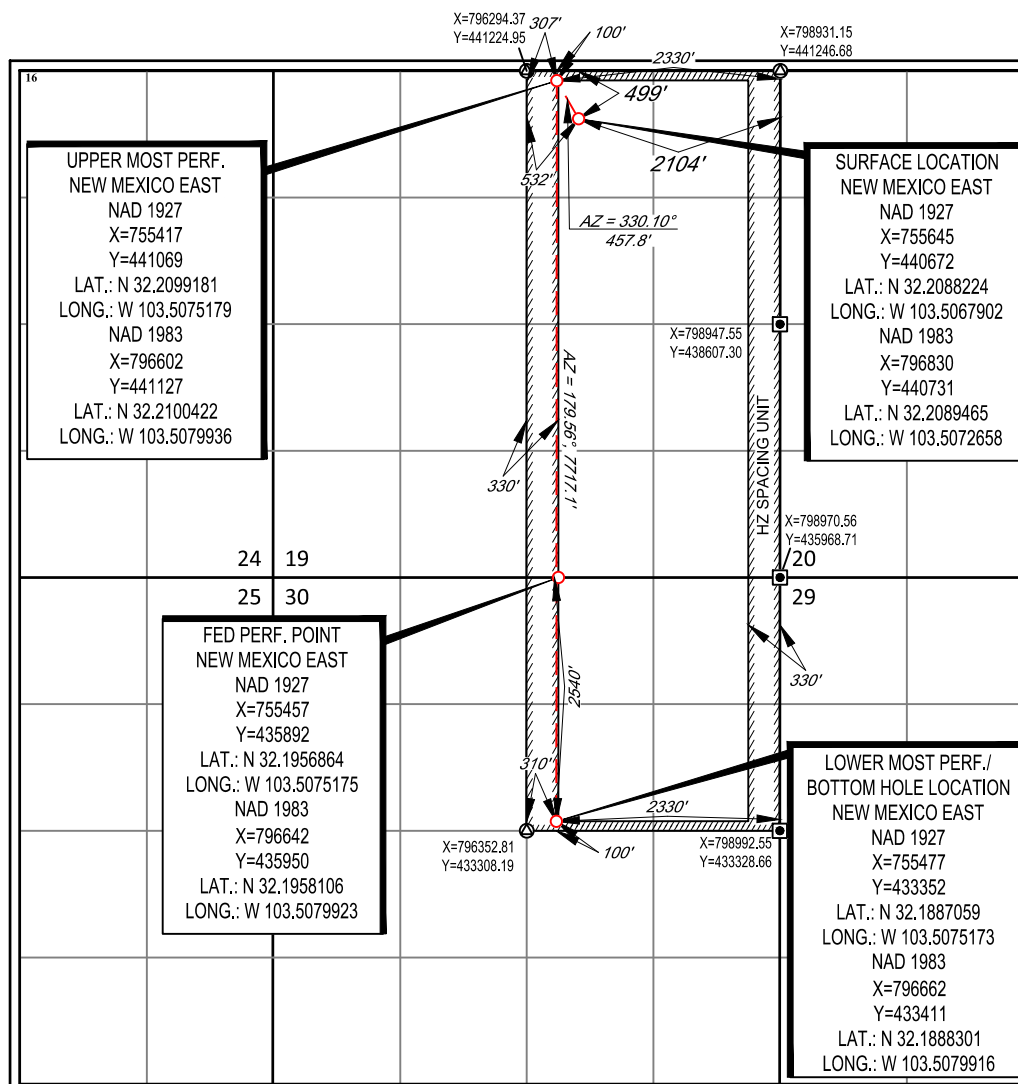 X=796294.37
Y=441224.95
307'
100'
X=798931.15
Y=441246.68
16
2330'
499'
2104'
532'
AZ = 330.10°
457.8'
UPPER MOST PERF.
NEW MEXICO EAST
NAD 1927
X=755417
Y=441069
LAT.: N 32.2099181
LONG.: W 103.5075179
NAD 1983
X=796602
Y=441127
LAT.: N 32.2100422
LONG.: W 103.5079936
SURFACE LOCATION
NEW MEXICO EAST
NAD 1927
X=755645
Y=440672
LAT.: N 32.2088224
LONG.: W 103.5067902
NAD 1983
X=796830
Y=440731
LAT.: N 32.2089465
LONG.: W 103.5072658
X=798947.55
Y=438607.30
AZ = 179.56°, 7717.1'
330'
HZ SPACING UNIT
X=798970.56
Y=435968.71
24 19
25 30
20
29
FED PERF. POINT
NEW MEXICO EAST
NAD 1927
X=755457
Y=435892
LAT.: N 32.1956864
LONG.: W 103.5075175
NAD 1983
X=796642
Y=435950
LAT.: N 32.1958106
LONG.: W 103.5079923
2540'
330'
310'
2330'
100'
X=796352.81
Y=433308.19
X=798992.55
Y=433328.66
LOWER MOST PERF./
BOTTOM HOLE LOCATION
NEW MEXICO EAST
NAD 1927
X=755477
Y=433352
LAT.: N 32.1887059
LONG.: W 103.5075173
NAD 1983
X=796662
Y=433411
LAT.: N 32.1888301
LONG.: W 103.5079916